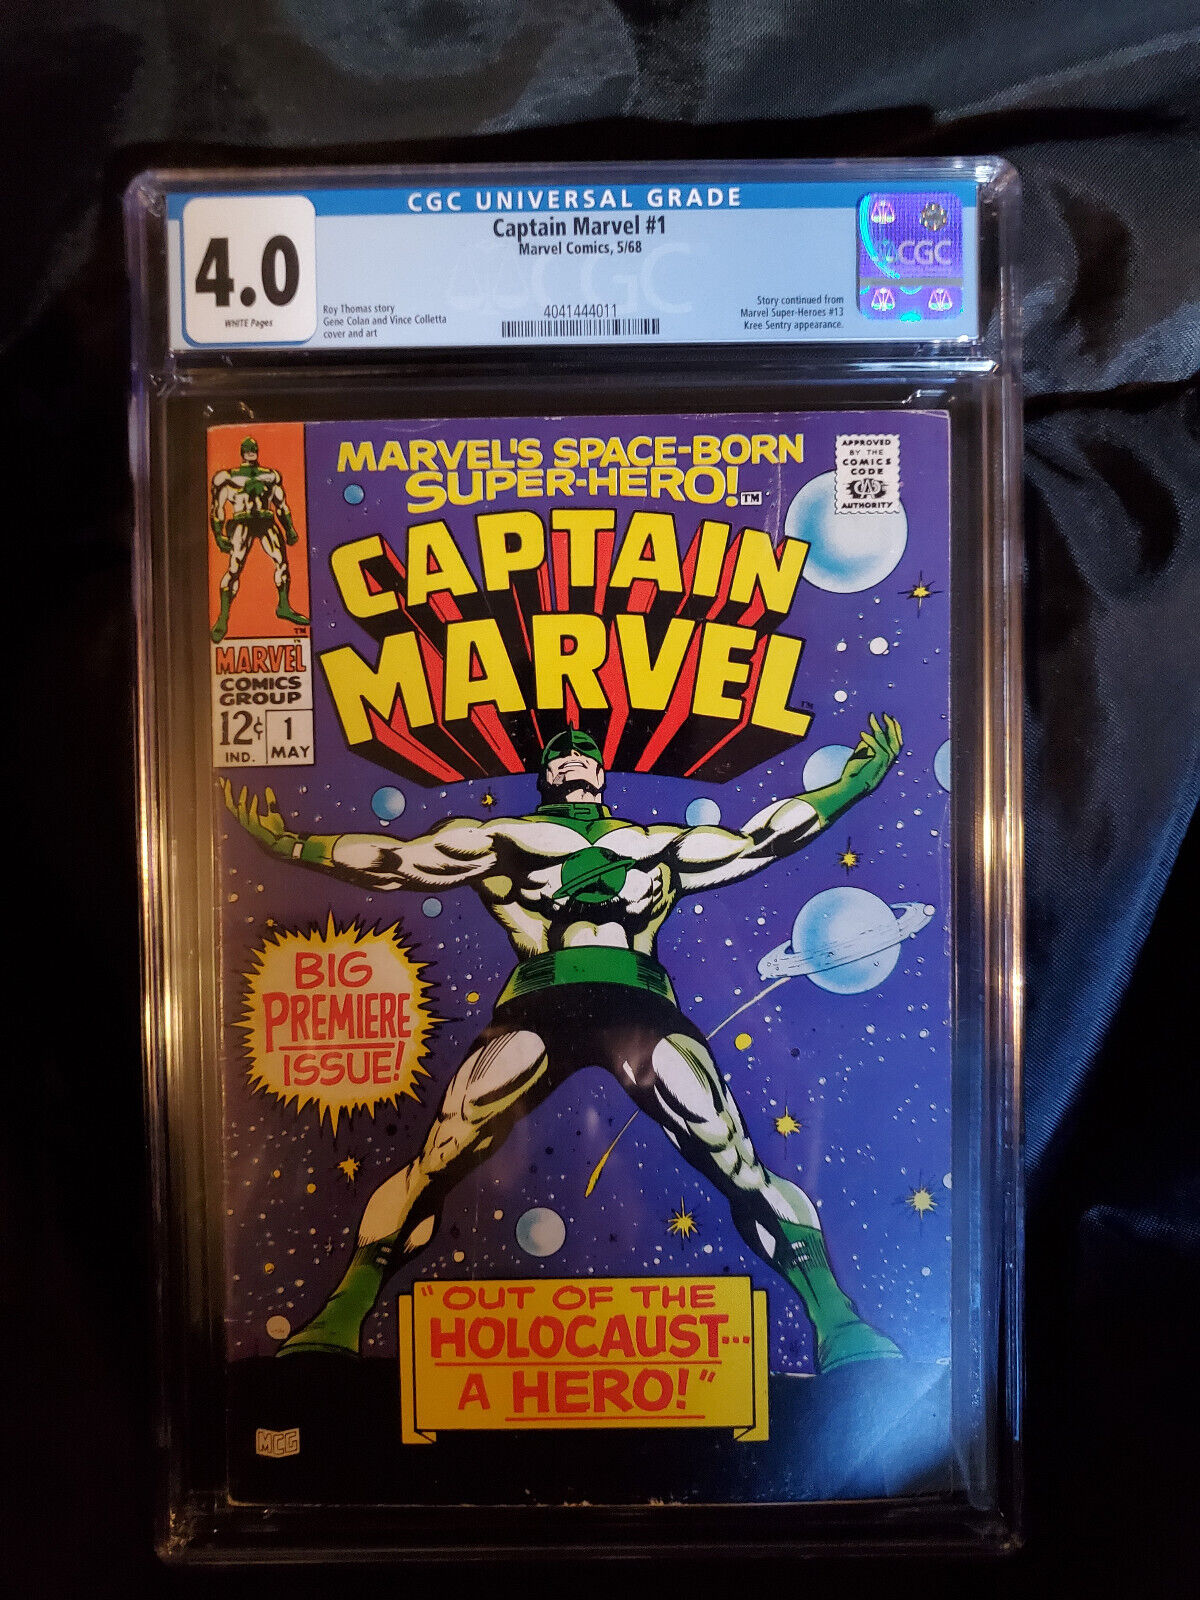 CGC UNIVERSAL GRADE
4.0
WHITE Pages
Captain Marvel #1
Marvel Comics, 5/68
Roy Thomas story
Gene Colan and Vince Colletta
cover and art
4041444011
Story continued from
Marvel Super-Heroes #13
Kree Sentry appearance.
CGC
CGC
MARVEL'S SPACE-BORN
SUPER-HERO!™
APPROVED
BY THE
COMICS
CODE
CA
AUTHORITY
CAPTAIN
MARVEL™
™
MARVEL
COMICS
GROUP
12¢
IND.
1
MAY
BIG
PREMIERE
ISSUE!
"OUT OF THE
HOLOCAUST...
A HERO!"
MCG